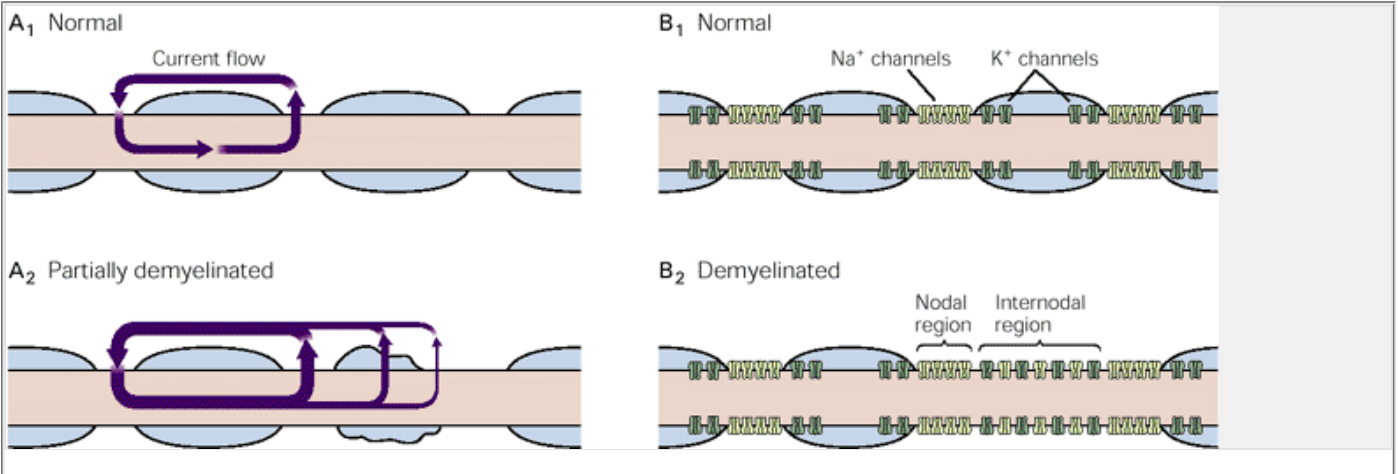 A1 Normal
Current flow
B1 Normal
Na+ channels
K+ channels
A2 Partially demyelinated
B2 Demyelinated
Nodal
region
Internodal
region